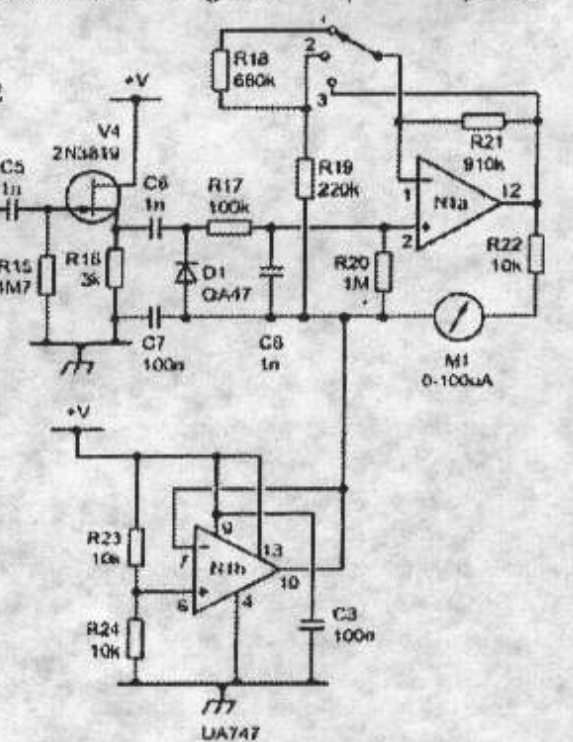 1
R18
680k
2
+V
3
V4
2N3819
R21
910k
C5
1n
C6
1n
R17
100k
R19
220k
N1a
12
1
2
R22
10k
R16
3k
R15
4M7
D1
OA47
R20
1M
C7
100n
C8
1n
M1
0-100uA
+V
9
R23
10k
7
N1b
13
10
6
4
C3
100n
R24
10k
UA747